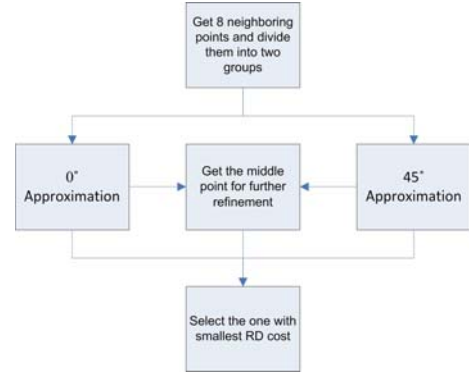 Get 8 neighboring
points and divide
them into two
groups
0°
Approximation
Get the middle
point for further
refinement
45°
Approximation
Select the one with
smallest RD cost